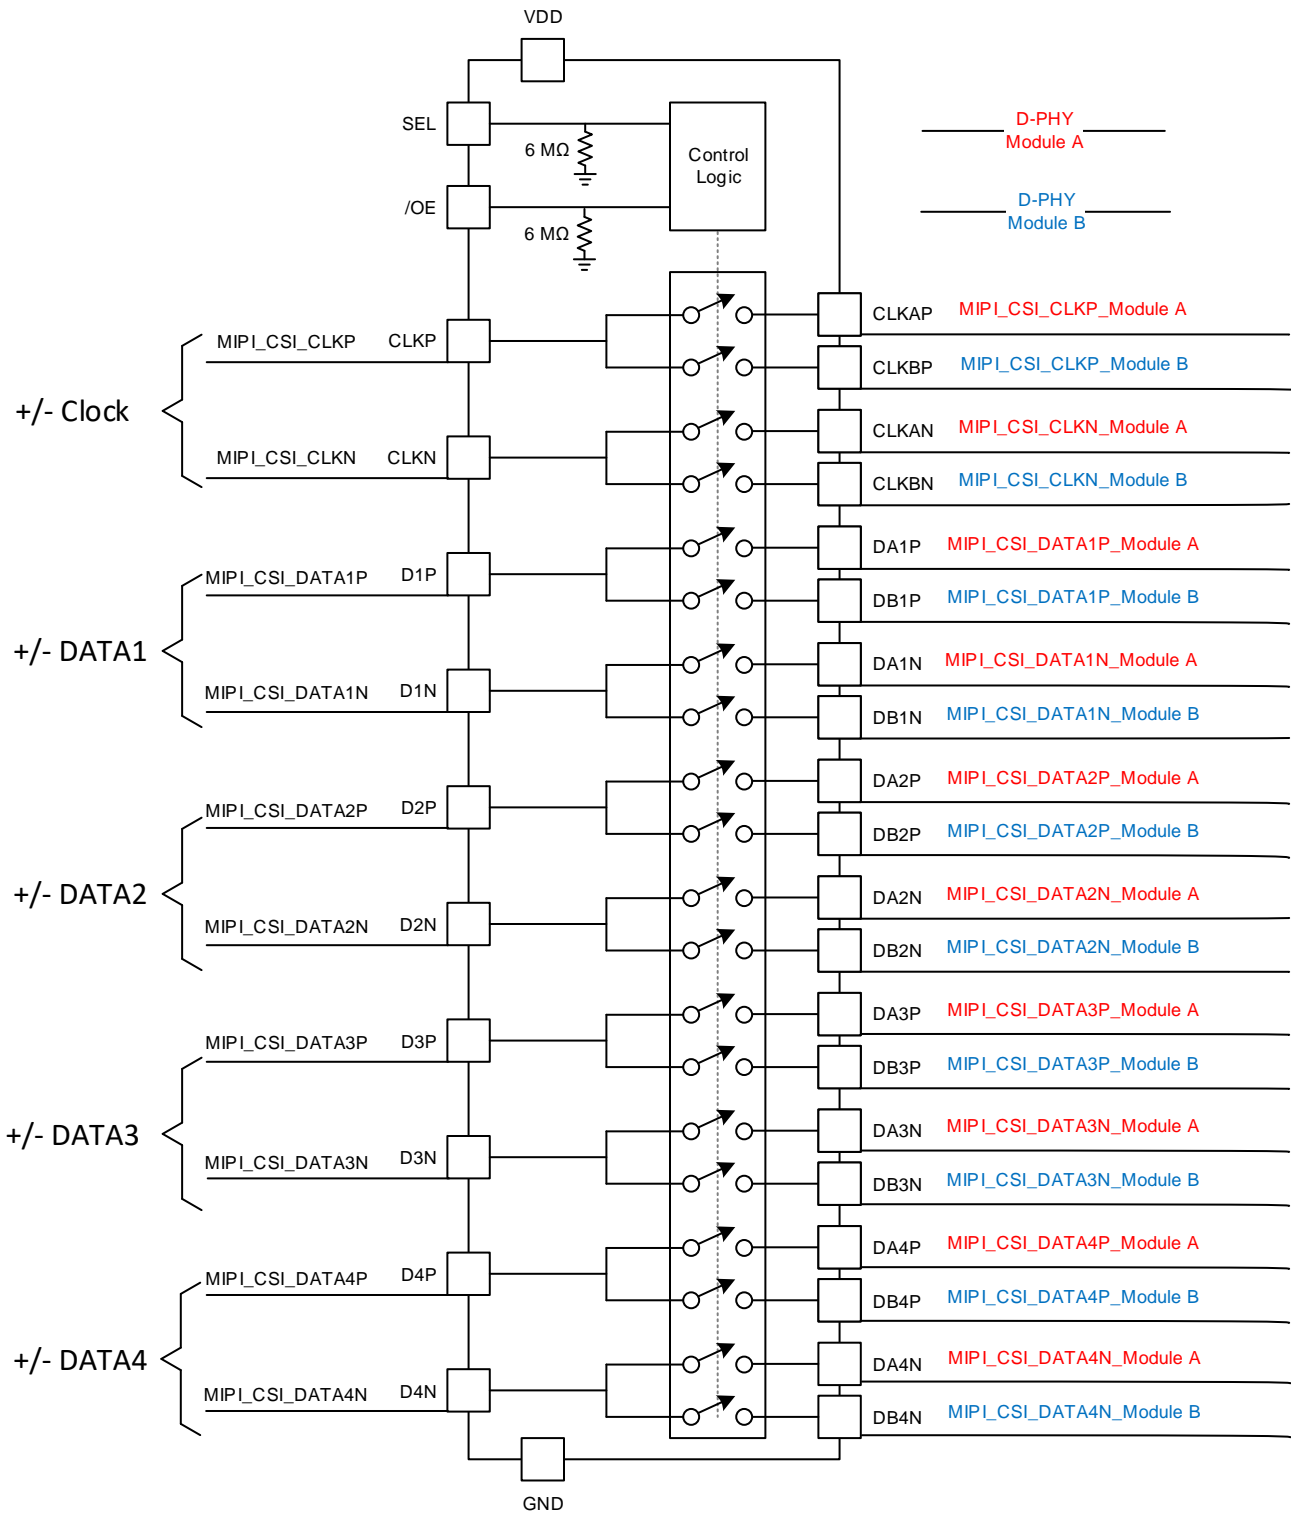 VDD
SEL
6 MΩ
/OE
6 MΩ
Control
Logic
D-PHY
Module A
D-PHY
Module B
+/- Clock
MIPI_CSI_CLKP
CLKP
MIPI_CSI_CLKN
CLKN
CLKAP
MIPI_CSI_CLKP_Module A
CLKBP
MIPI_CSI_CLKP_Module B
CLKAN
MIPI_CSI_CLKN_Module A
CLKBN
MIPI_CSI_CLKN_Module B
+/- DATA1
MIPI_CSI_DATA1P
D1P
MIPI_CSI_DATA1N
D1N
DA1P
MIPI_CSI_DATA1P_Module A
DB1P
MIPI_CSI_DATA1P_Module B
DA1N
MIPI_CSI_DATA1N_Module A
DB1N
MIPI_CSI_DATA1N_Module B
+/- DATA2
MIPI_CSI_DATA2P
D2P
MIPI_CSI_DATA2N
D2N
DA2P
MIPI_CSI_DATA2P_Module A
DB2P
MIPI_CSI_DATA2P_Module B
DA2N
MIPI_CSI_DATA2N_Module A
DB2N
MIPI_CSI_DATA2N_Module B
+/- DATA3
MIPI_CSI_DATA3P
D3P
MIPI_CSI_DATA3N
D3N
DA3P
MIPI_CSI_DATA3P_Module A
DB3P
MIPI_CSI_DATA3P_Module B
DA3N
MIPI_CSI_DATA3N_Module A
DB3N
MIPI_CSI_DATA3N_Module B
+/- DATA4
MIPI_CSI_DATA4P
D4P
MIPI_CSI_DATA4N
D4N
DA4P
MIPI_CSI_DATA4P_Module A
DB4P
MIPI_CSI_DATA4P_Module B
DA4N
MIPI_CSI_DATA4N_Module A
DB4N
MIPI_CSI_DATA4N_Module B
GND